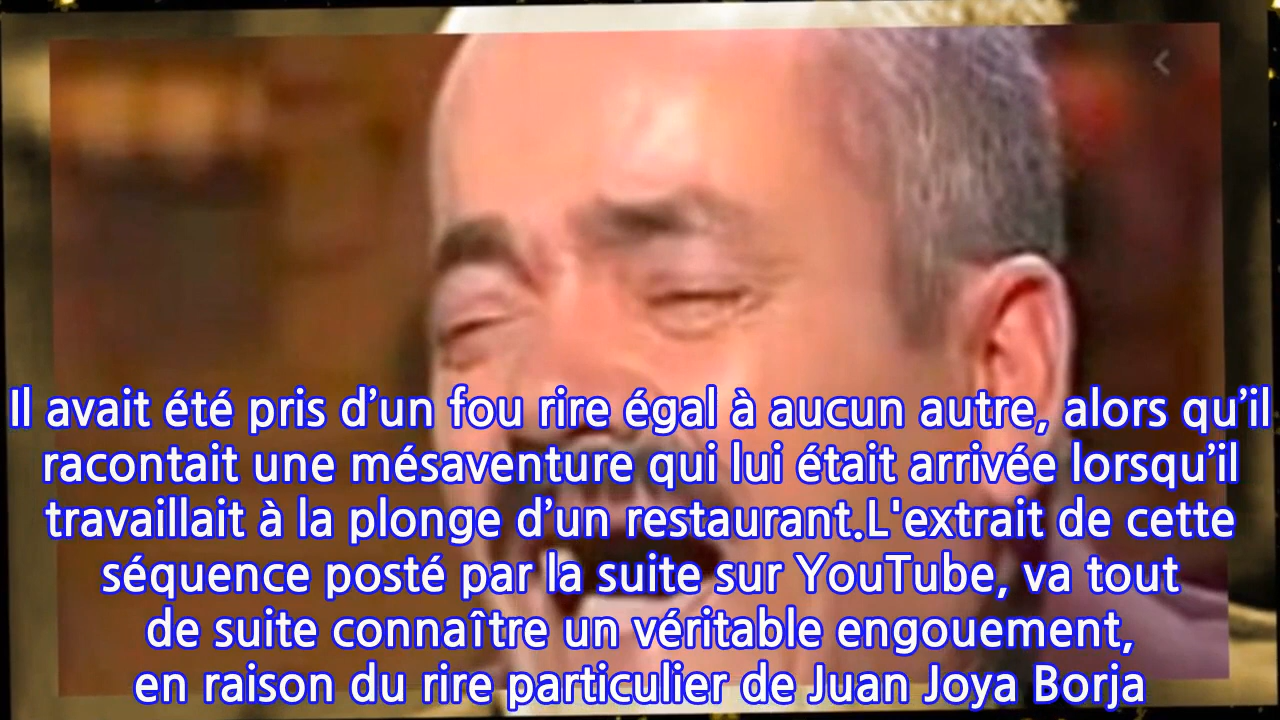 Il avait été pris d’un fou rire égal à aucun autre, alors qu’il
racontait une mésaventure qui lui était arrivée lorsqu’il
travaillait à la plonge d’un restaurant.L'extrait de cette
séquence posté par la suite sur YouTube, va tout
de suite connaître un véritable engouement,
en raison du rire particulier de Juan Joya Borja